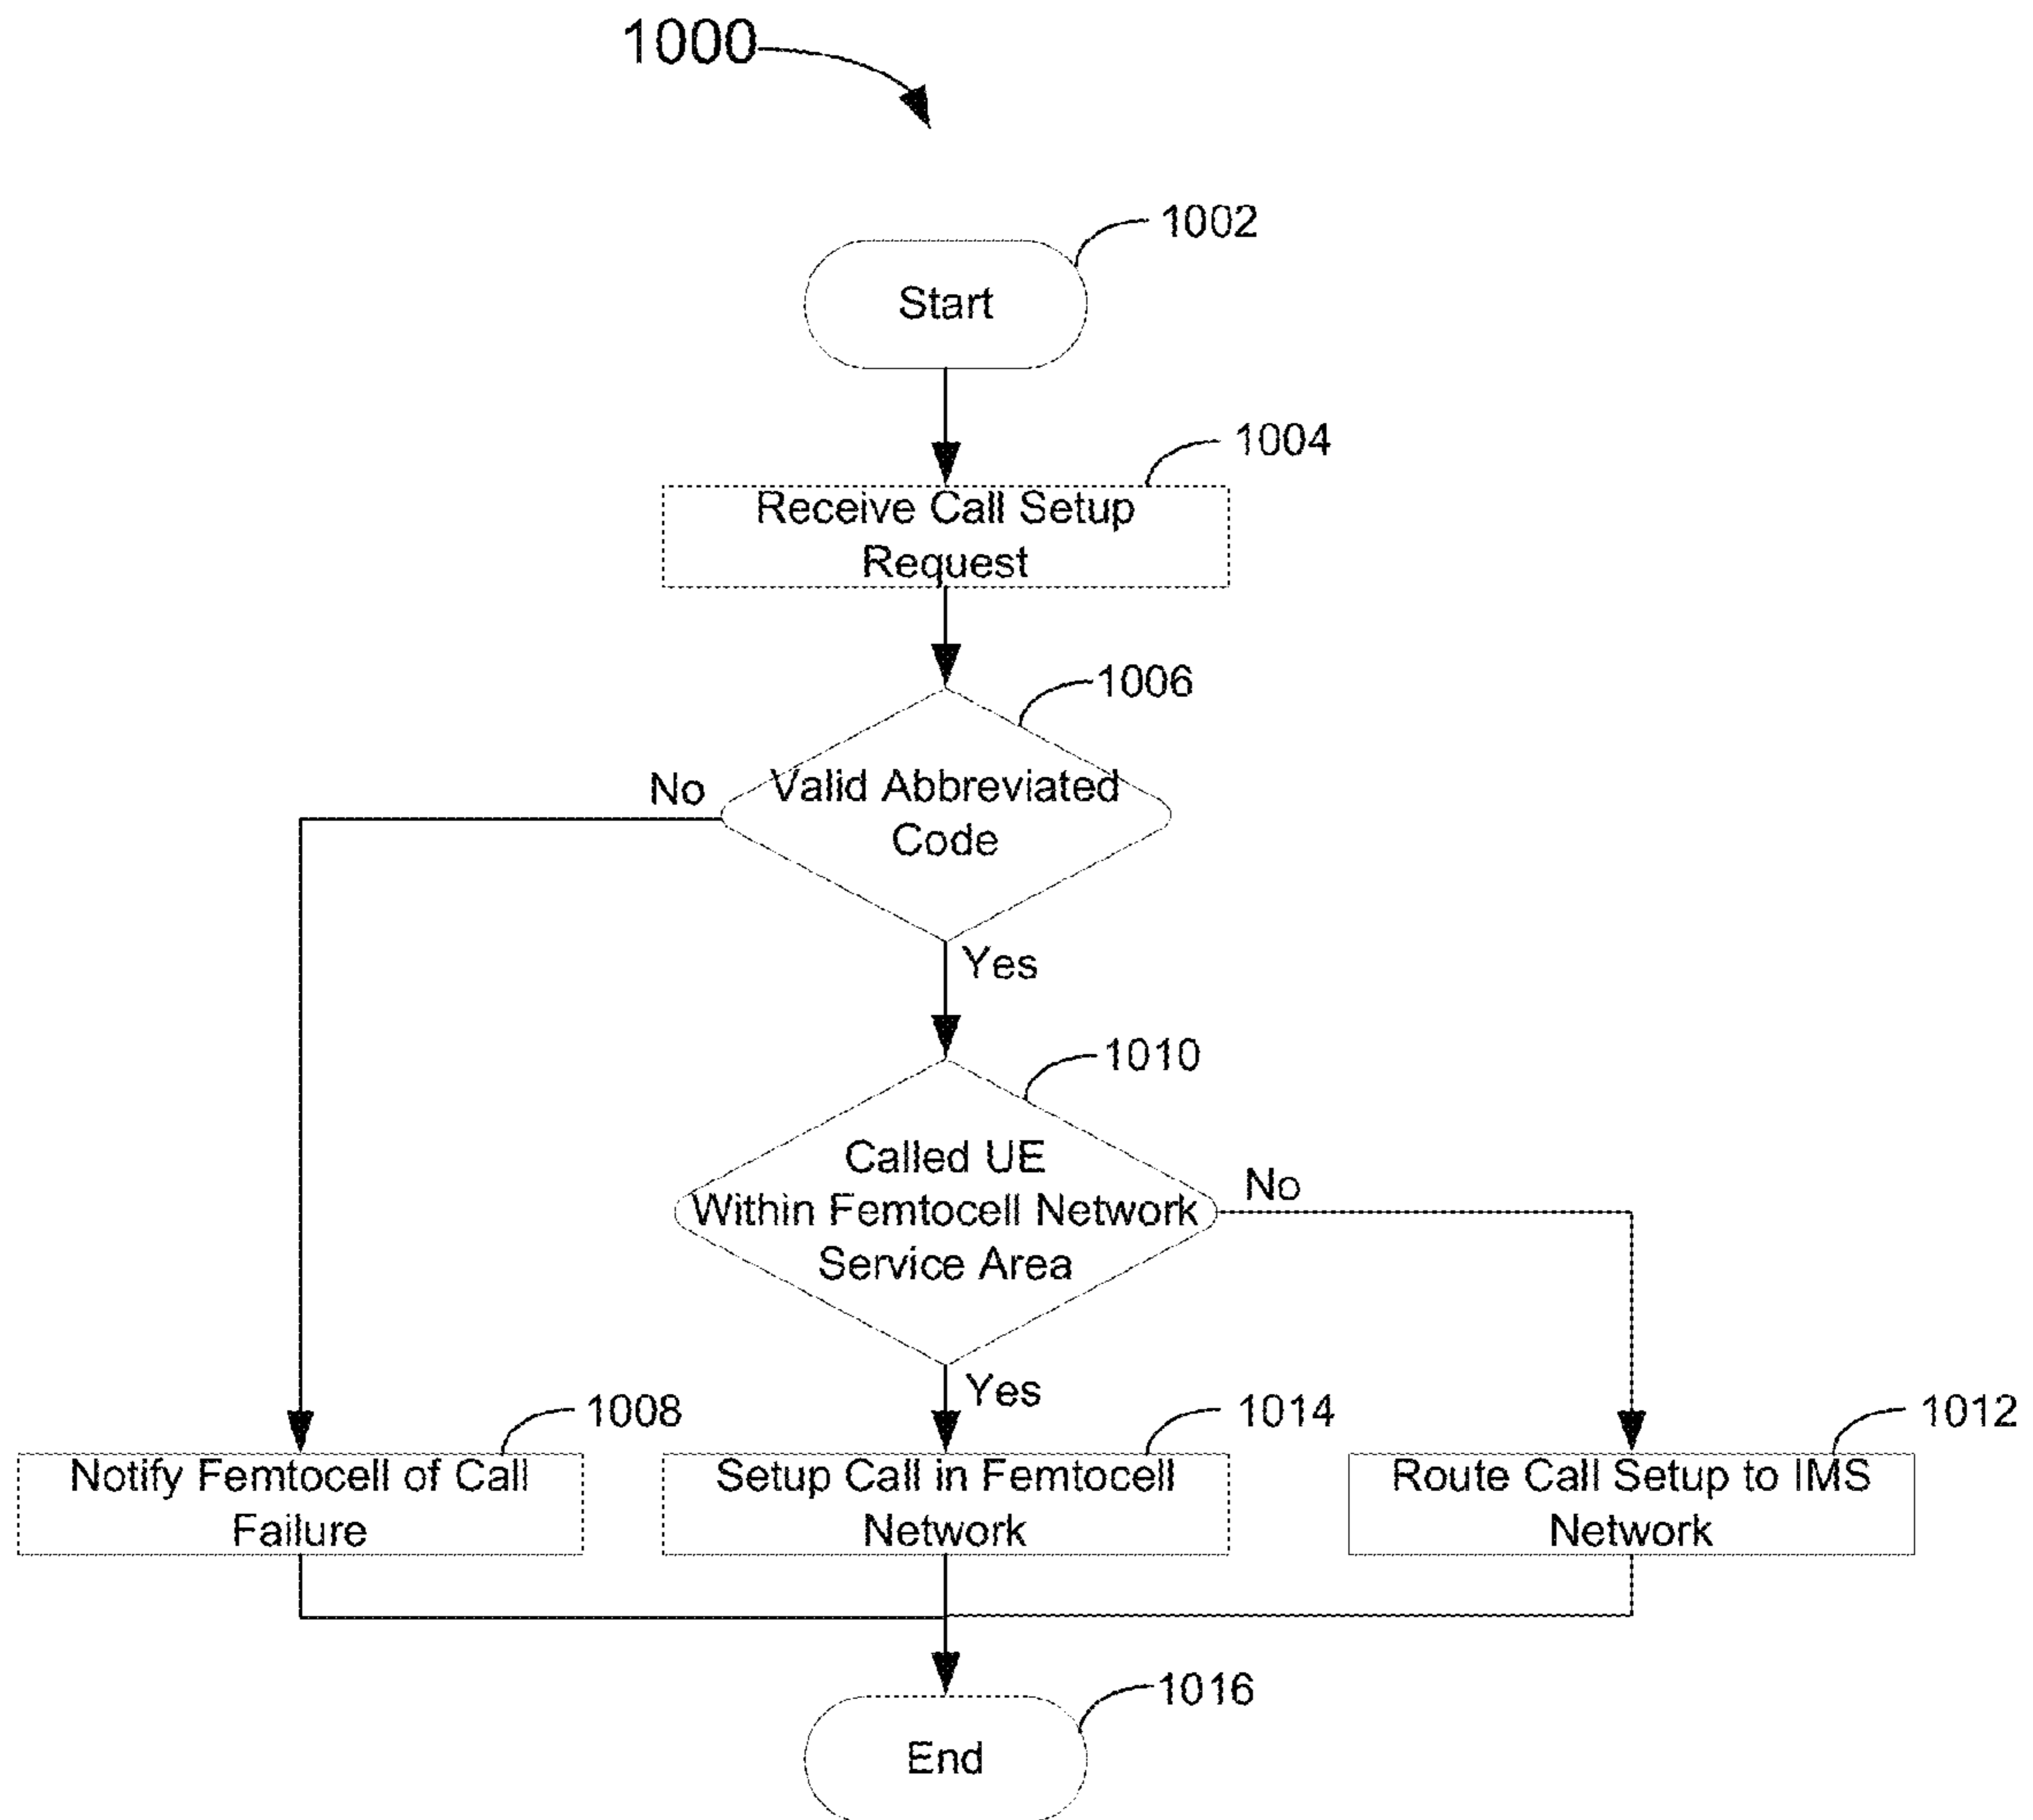 1000
1002
Start
1004
Receive Call Setup
Request
1006
No
Valid Abbreviated
Code
Yes
1010
Called UE
Within Femtocell Network
Service Area
No
Yes
1008
1014
1012
Notify Femtocell of Call
Failure
Setup Call in Femtocell
Network
Route Call Setup to IMS
Network
1016
End